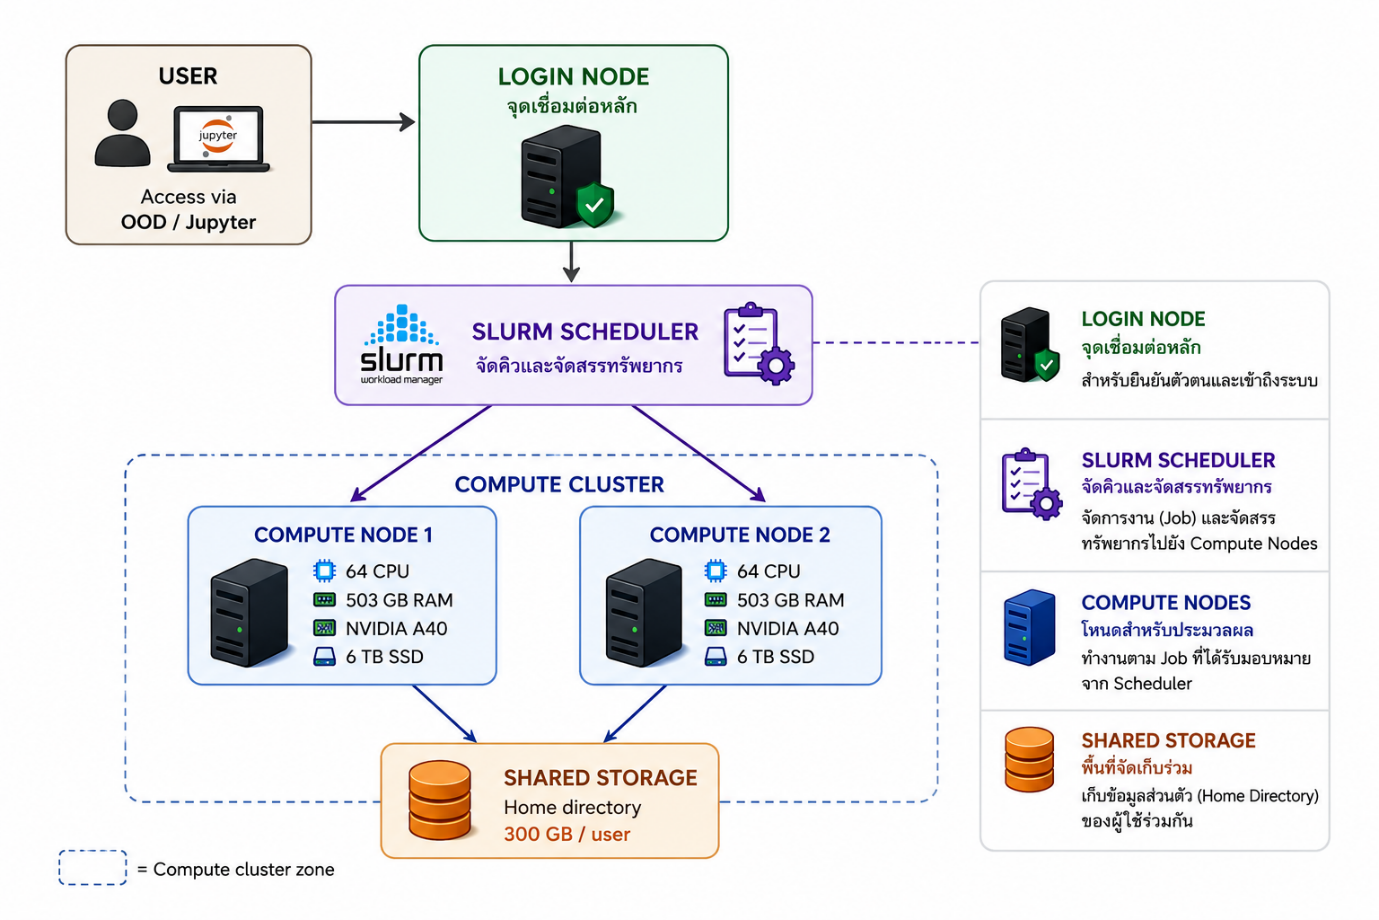 USER
jupyter
Access via
OOD / Jupyter
LOGIN NODE
จุดเชื่อมต่อหลัก
slurm
workload manager
SLURM SCHEDULER
จัดคิวและจัดสรรทรัพยากร
COMPUTE CLUSTER
COMPUTE NODE 1
64 CPU
503 GB RAM
NVIDIA A40
6 TB SSD
COMPUTE NODE 2
64 CPU
503 GB RAM
NVIDIA A40
6 TB SSD
SHARED STORAGE
Home directory
300 GB / user
= Compute cluster zone
LOGIN NODE
จุดเชื่อมต่อหลัก
สำหรับยืนยันตัวตนและเข้าถึงระบบ
SLURM SCHEDULER
จัดคิวและจัดสรรทรัพยากร
จัดการงาน (Job) และจัดสรร
ทรัพยากรไปยัง Compute Nodes
COMPUTE NODES
โหนดสำหรับประมวลผล
ทำงานตาม Job ที่ได้รับมอบหมาย
จาก Scheduler
SHARED STORAGE
พื้นที่จัดเก็บร่วม
เก็บข้อมูลส่วนตัว (Home Directory)
ของผู้ใช้ร่วมกัน